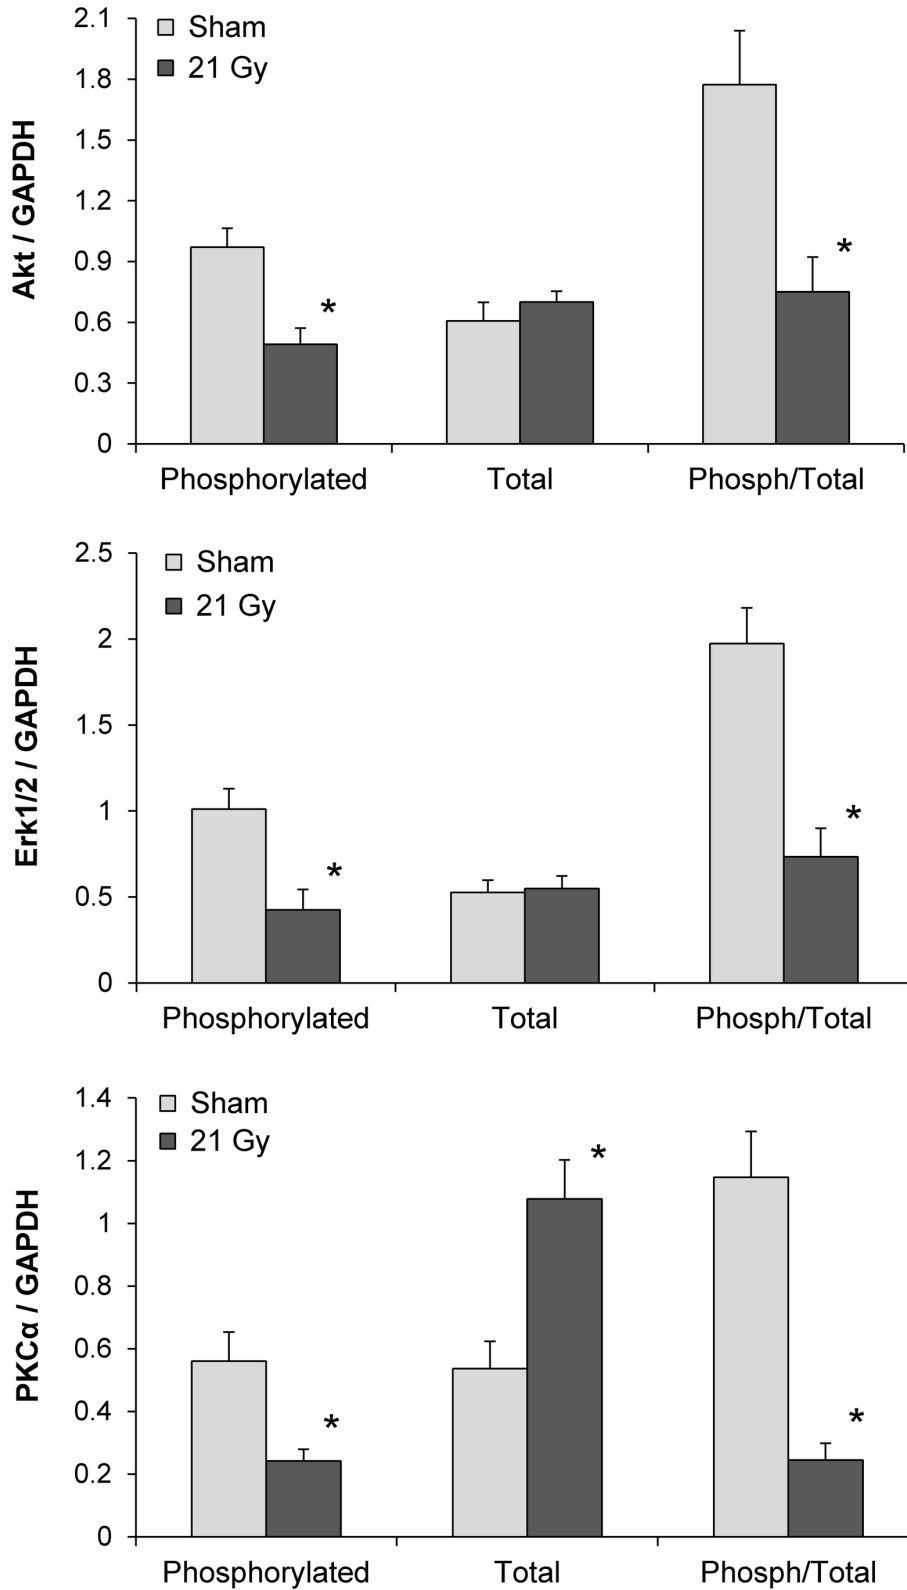 Akt / GAPDH
2.1
1.8
1.5
1.2
0.9
0.6
0.3
0
Sham
21 Gy
*
*
Phosphorylated Total Phosph/Total
Erk1/2 / GAPDH
2.5
2
1.5
1
0.5
0
Sham
21 Gy
*
*
Phosphorylated Total Phosph/Total
PKCα / GAPDH
1.4
1.2
1
0.8
0.6
0.4
0.2
0
Sham
21 Gy
*
*
*
Phosphorylated Total Phosph/Total